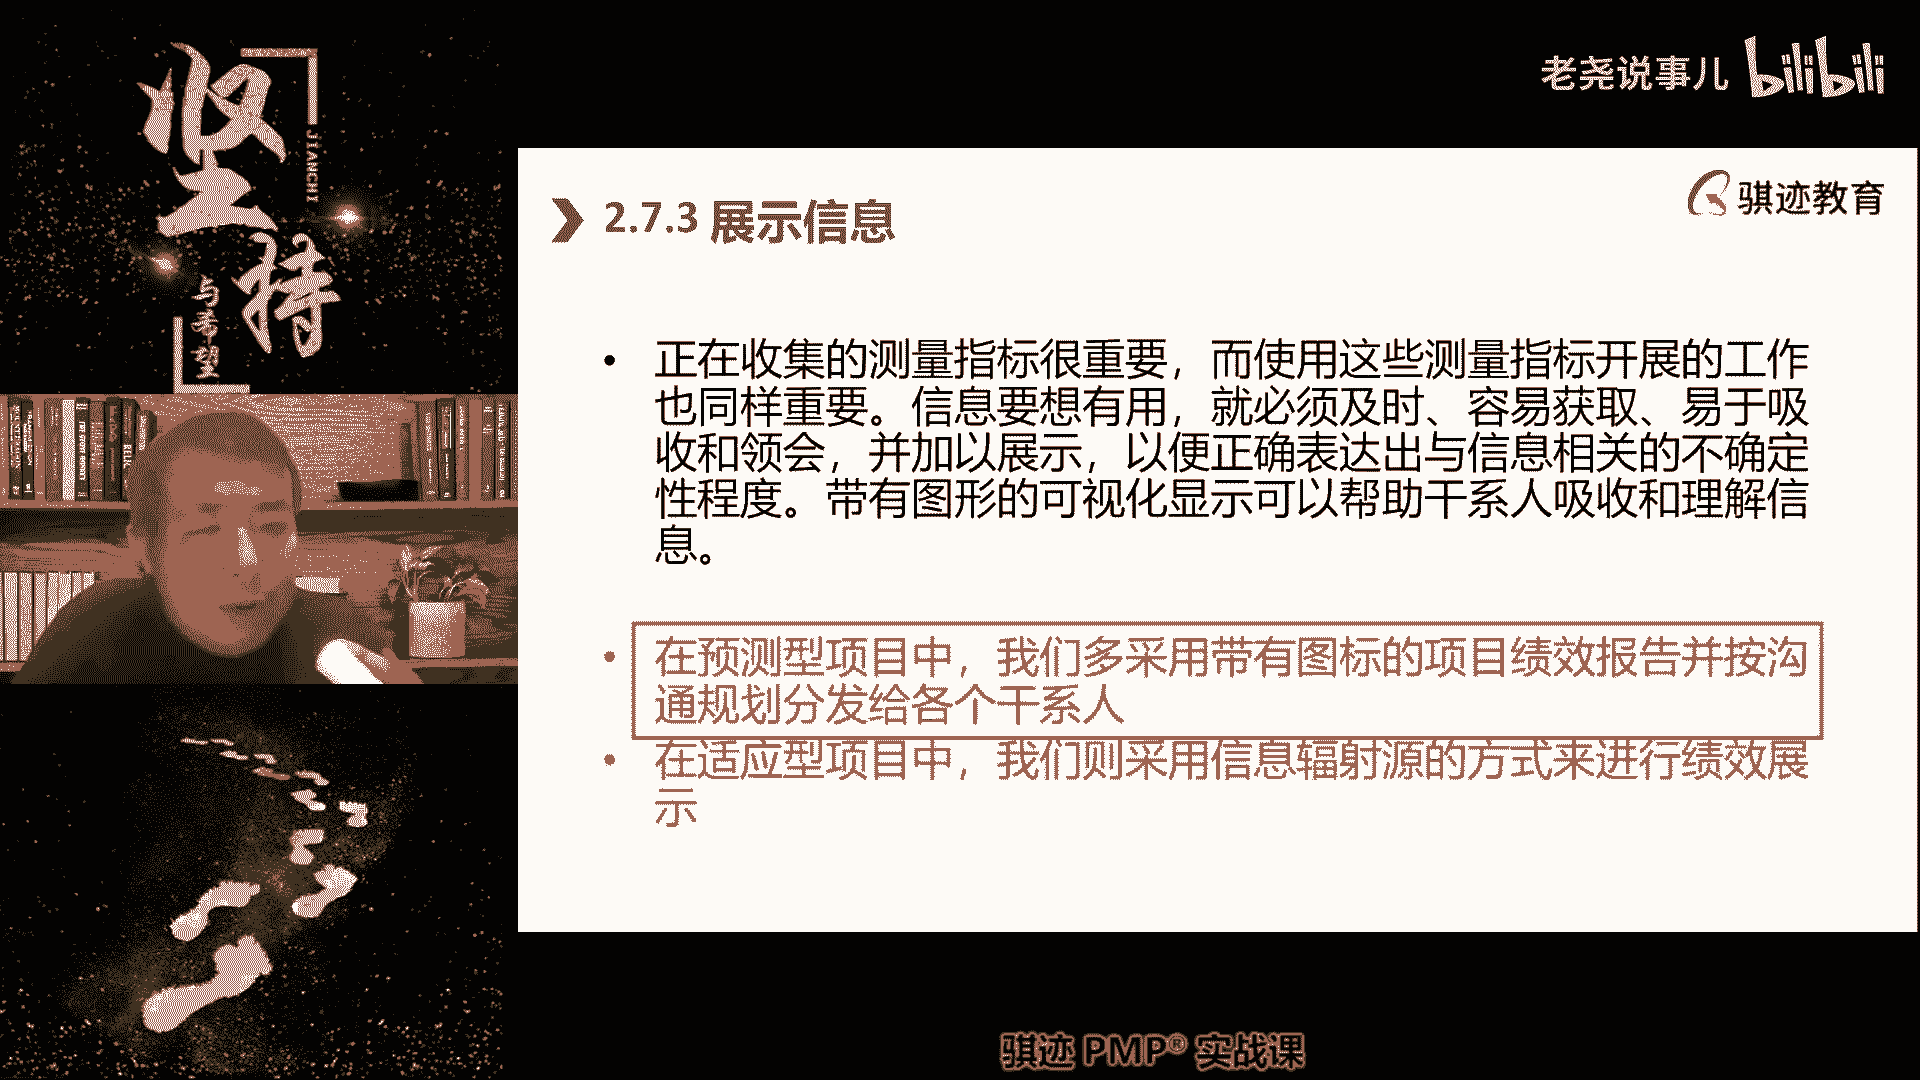 坚持
JIANCHI
与希望
老尧说事儿 bilibili
骐迹教育
2.7.3 展示信息
• 正在收集的测量指标很重要，而使用这些测量指标开展的工作
也同样重要。信息要想有用，就必须及时、容易获取、易于吸
收和领会，并加以展示，以便正确表达出与信息相关的不确定
性程度。带有图形的可视化显示可以帮助干系人吸收和理解信
息。
• 在预测型项目中，我们多采用带有图标的项目绩效报告并按沟
通规划分发给各个干系人
• 在适应型项目中，我们则采用信息辐射源的方式来进行绩效展
示
骐迹 PMP® 实战课